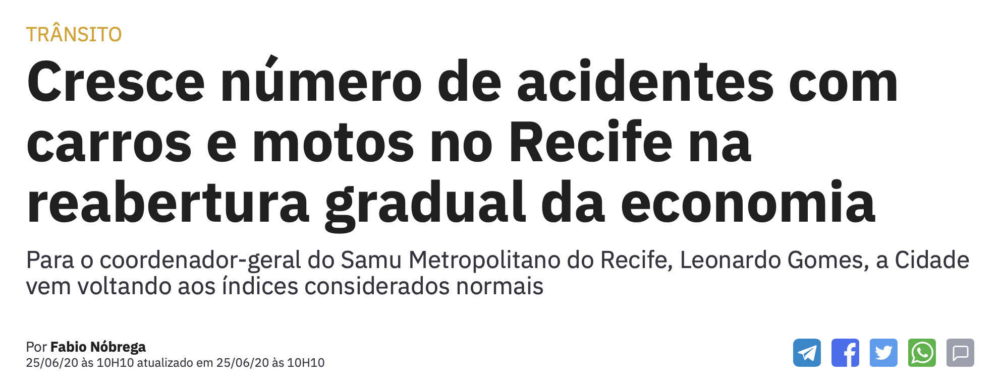 TRÂNSITO
Cresce número de acidentes com
carros e motos no Recife na
reabertura gradual da economia
Para o coordenador-geral do Samu Metropolitano do Recife, Leonardo Gomes, a Cidade
vem voltando aos índices considerados normais
Por Fabio Nóbrega
25/06/20 às 10H10 atualizado em 25/06/20 às 10H10